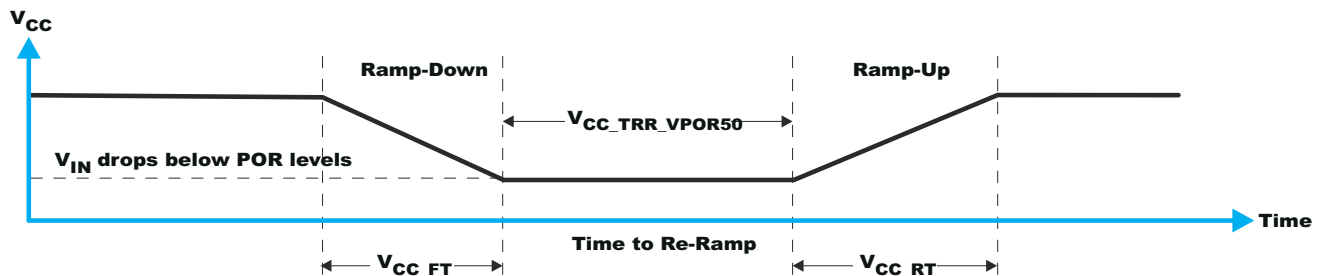 VCC
Ramp-Down
Ramp-Up
VCC_TRR_VPOR50
VIN drops below POR levels
Time
Time to Re-Ramp
VCC_FT
VCC_RT